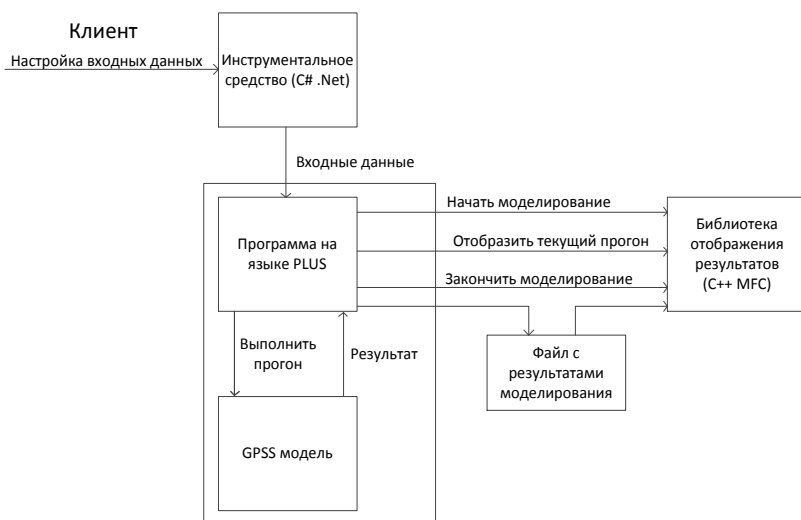 Клиент
Настройка входных данных
Инструментальное
средство (C# .Net)
Входные данные
Программа на
языке PLUS
Начать моделирование
Отобразить текущий прогон
Закончить моделирование
Библиотека
отображения
результатов
(C++ MFC)
Выполнить
прогон
Результат
Файл с
результатами
моделирования
GPSS модель